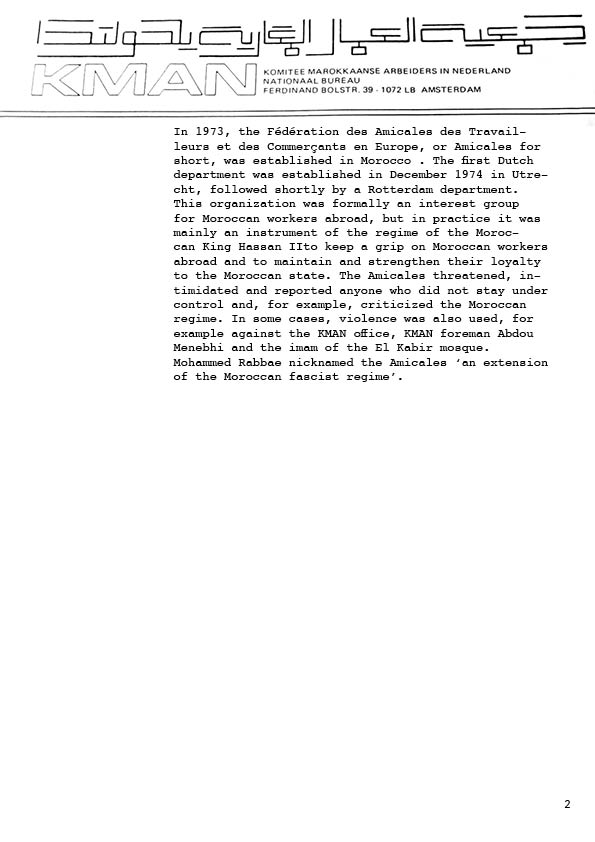 جمعية العمال المغاربة بهولندا
KMAN
KOMITEE MAROKKAANSE ARBEIDERS IN NEDERLAND
NATIONAAL BUREAU
FERDINAND BOLSTR. 39 - 1072 LB AMSTERDAM
In 1973, the Fédération des Amicales des Travail-
leurs et des Commerçants en Europe, or Amicales for
short, was established in Morocco . The first Dutch
department was established in December 1974 in Utre-
cht, followed shortly by a Rotterdam department.
This organization was formally an interest group
for Moroccan workers abroad, but in practice it was
mainly an instrument of the regime of the Moroc-
can King Hassan IIto keep a grip on Moroccan workers
abroad and to maintain and strengthen their loyalty
to the Moroccan state. The Amicales threatened, in-
timidated and reported anyone who did not stay under
control and, for example, criticized the Moroccan
regime. In some cases, violence was also used, for
example against the KMAN office, KMAN foreman Abdou
Menebhi and the imam of the El Kabir mosque.
Mohammed Rabbae nicknamed the Amicales ‘an extension
of the Moroccan fascist regime’.
2